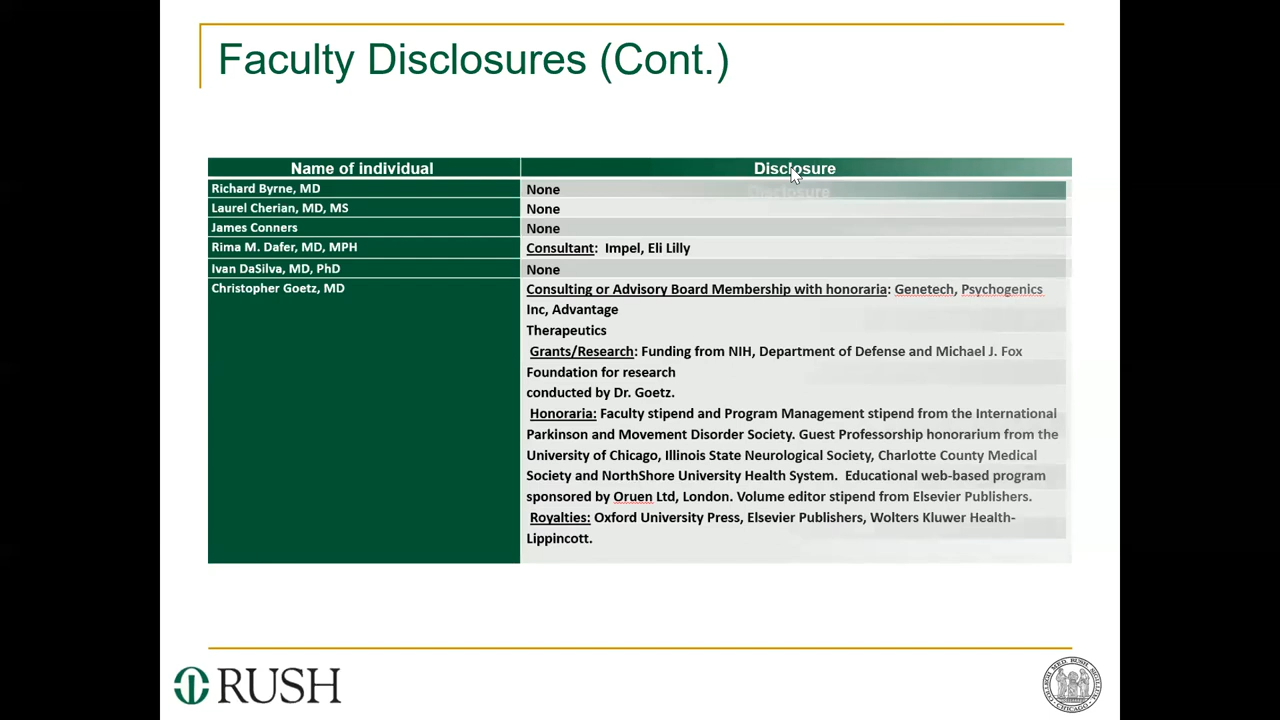 Faculty Disclosures (Cont.)
Name of individual Disclosure
Disclosure
Richard Byrne, MD None
Laurel Cherian, MD, MS None
James Conners None
Rima M. Dafer, MD, MPH Consultant: Impel, Eli Lilly
Ivan DaSilva, MD, PhD None
Christopher Goetz, MD Consulting or Advisory Board Membership with honoraria: Genetech, Psychogenics
Inc, Advantage
Therapeutics
Grants/Research: Funding from NIH, Department of Defense and Michael J. Fox
Foundation for research
conducted by Dr. Goetz.
Honoraria: Faculty stipend and Program Management stipend from the International
Parkinson and Movement Disorder Society. Guest Professorship honorarium from the
University of Chicago, Illinois State Neurological Society, Charlotte County Medical
Society and NorthShore University Health System. Educational web-based program
sponsored by Oruen Ltd, London. Volume editor stipend from Elsevier Publishers.
Royalties: Oxford University Press, Elsevier Publishers, Wolters Kluwer Health-
Lippincott.
RUSH